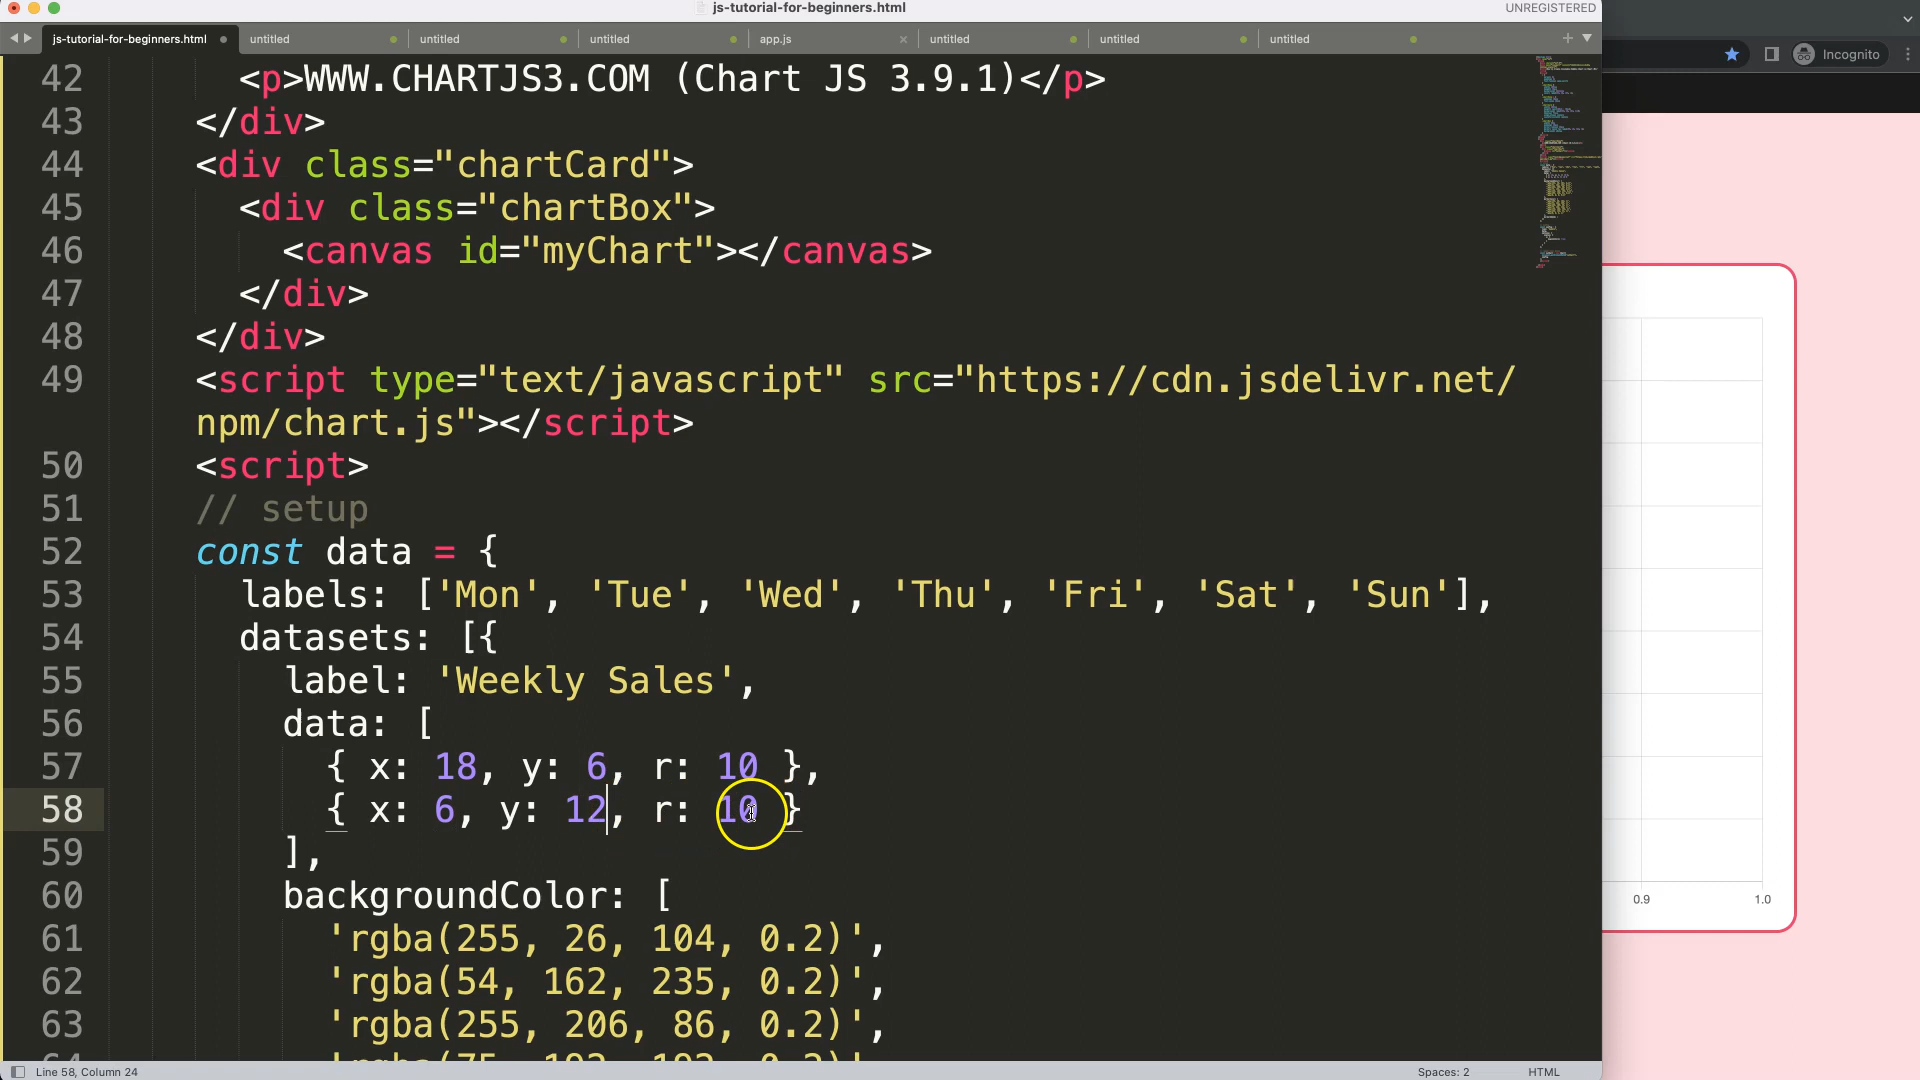 js-tutorial-for-beginners.html
UNREGISTERED
js-tutorial-for-beginners.html untitled untitled untitled app.js untitled untitled untitled
Incognito
42 <p>WWW.CHARTJS3.COM (Chart JS 3.9.1)</p>
43 </div>
44 <div class="chartCard">
45 <div class="chartBox">
46 <canvas id="myChart"></canvas>
47 </div>
48 </div>
49 <script type="text/javascript" src="https://cdn.jsdelivr.net/
npm/chart.js"></script>
50 <script>
51 // setup
52 const data = {
53 labels: ['Mon', 'Tue', 'Wed', 'Thu', 'Fri', 'Sat', 'Sun'],
54 datasets: [{
55 label: 'Weekly Sales',
56 data: [
57 { x: 18, y: 6, r: 10 },
58 { x: 6, y: 12, r: 10 }
59 ],
60 backgroundColor: [
61 'rgba(255, 26, 104, 0.2)',
62 'rgba(54, 162, 235, 0.2)',
63 'rgba(255, 206, 86, 0.2)',
0.9 1.0
Line 58, Column 24
Spaces: 2
HTML